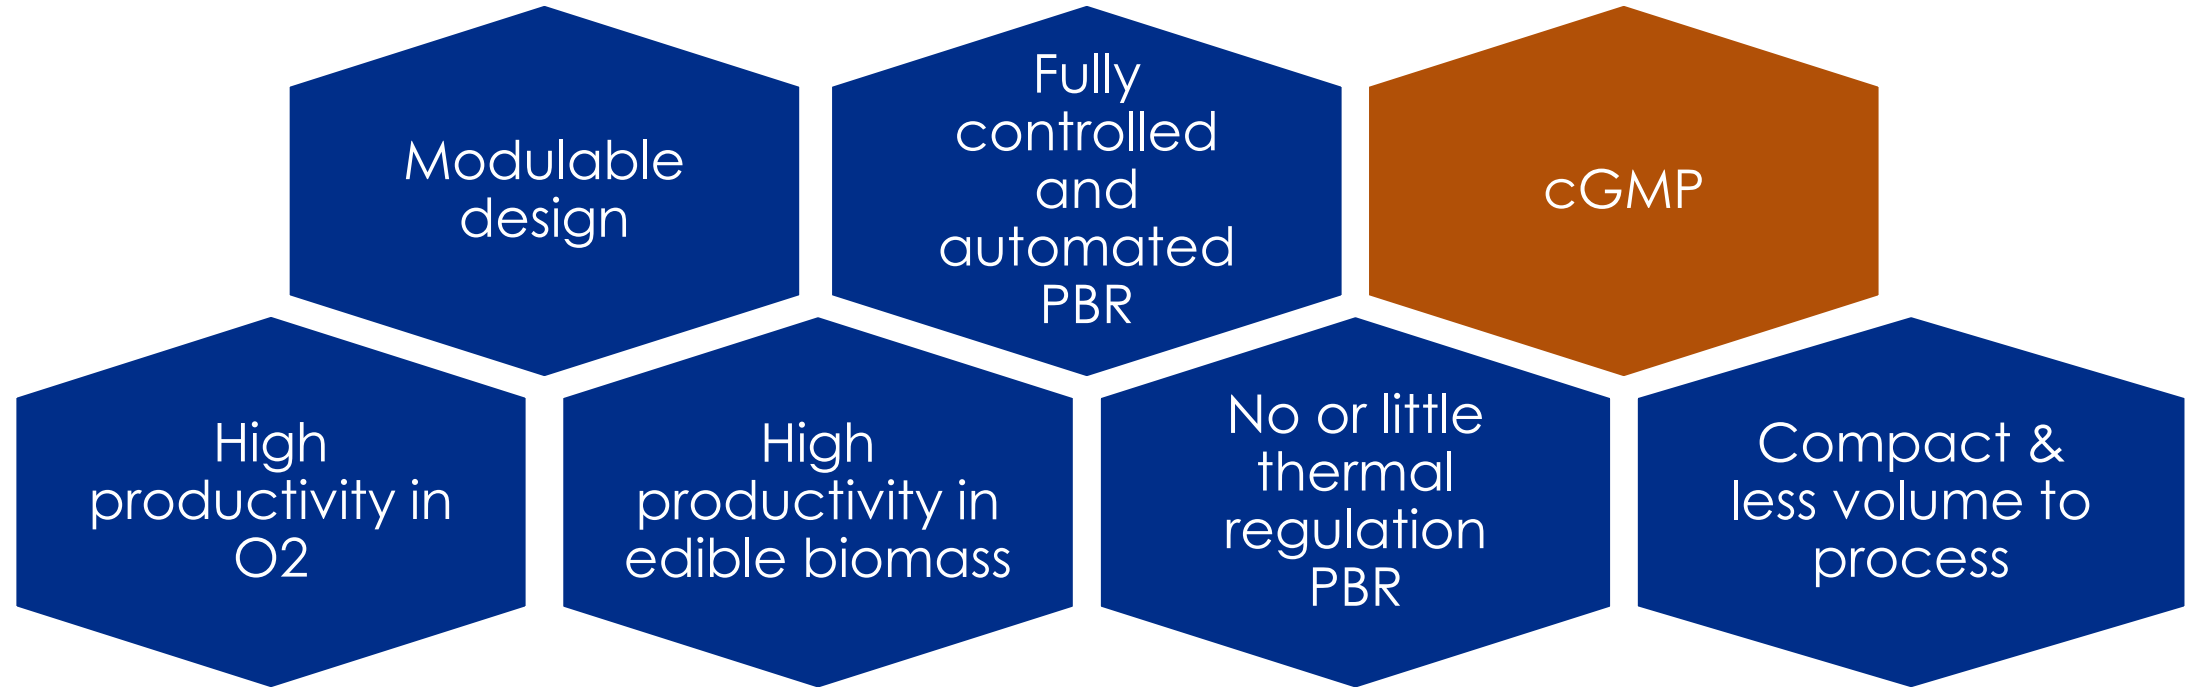 Modulable
design
Fully
controlled
and
automated
PBR
cGMP
High
productivity in
O2
High
productivity in
edible biomass
No or little
thermal
regulation
PBR
Compact &
less volume to
process